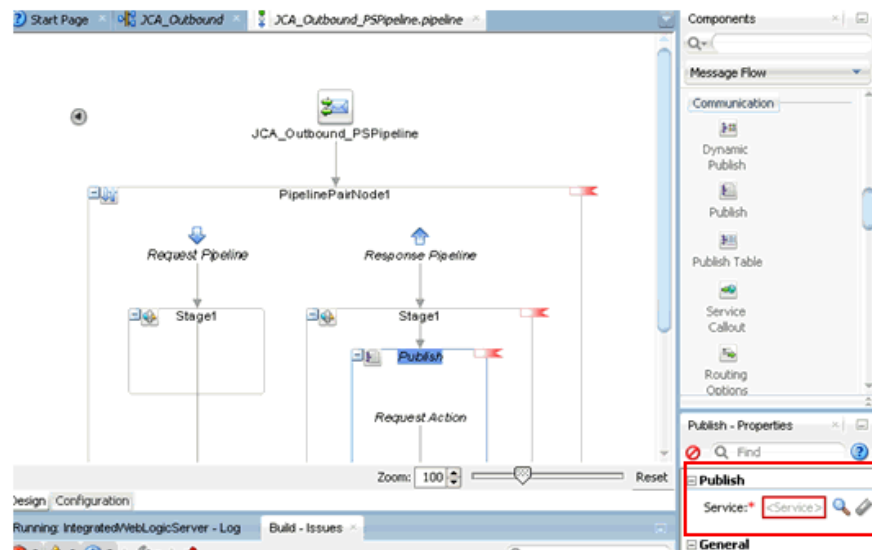 Start Page
JCA_Outbound
JCA_Outbound_PSPipeline.pipeline
Components
Message Flow
Communication
Dynamic
Publish
Publish
Publish Table
Service
Callout
Routing
Options
JCA_Outbound_PSPipeline
PipelinePairNode1
Request Pipeline
Response Pipeline
Stage1
Stage1
Publish
Request Action
Zoom: 100
Reset
Design
Configuration
Running: IntegratedWebLogicServer - Log
Build - Issues
Publish - Properties
Find
Publish
Service:* <Service>
General